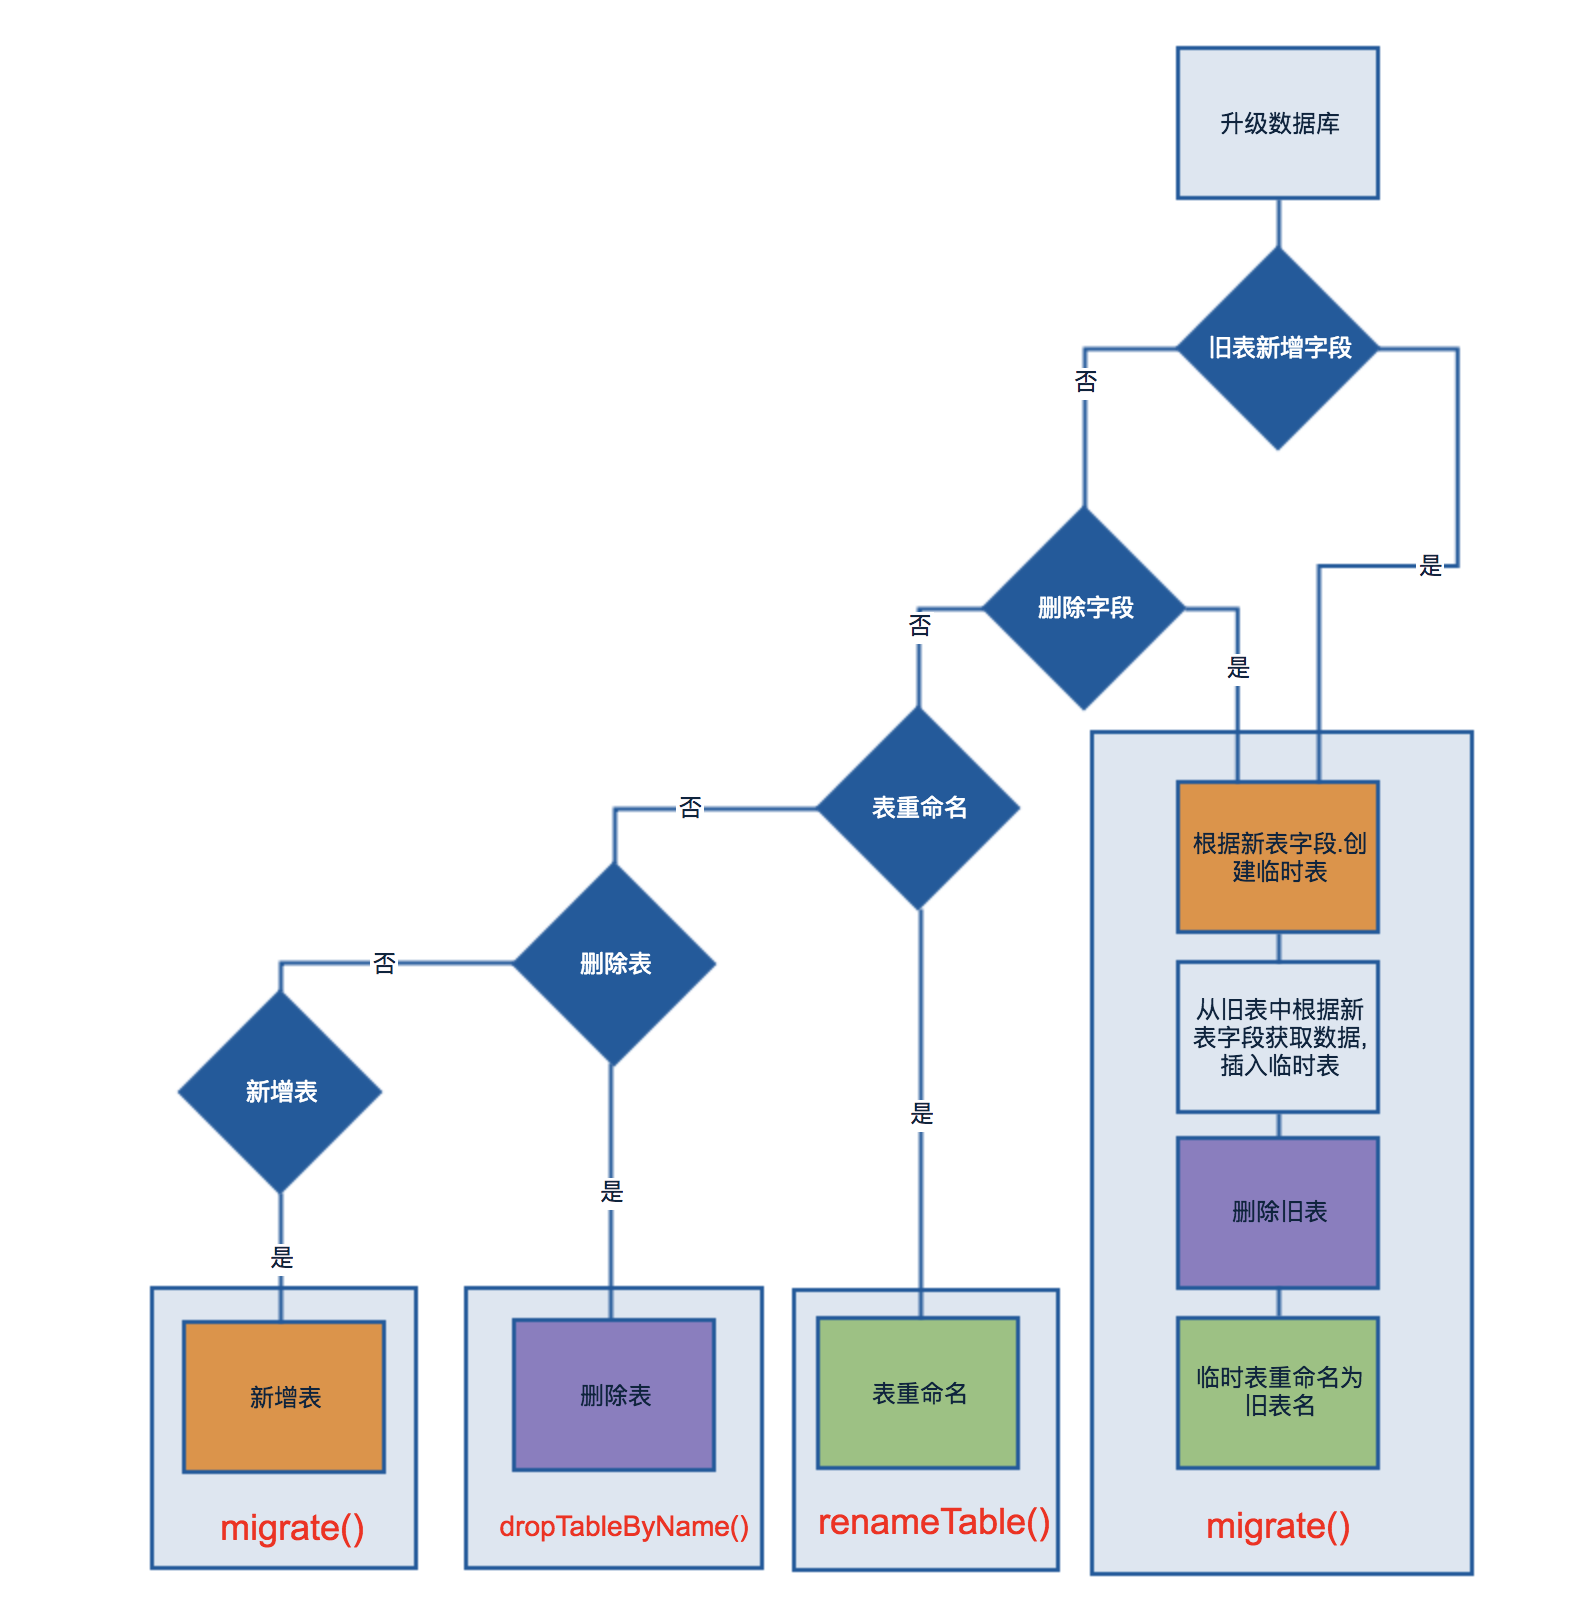 升级数据库
旧表新增字段
否
是
删除字段
否
是
表重命名
否
是
删除表
否
是
新增表
是
根据新表字段.创
建临时表
从旧表中根据新
表字段获取数据,
插入临时表
删除旧表
临时表重命名为
旧表名
migrate()
表重命名
renameTable()
删除表
dropTableByName()
新增表
migrate()